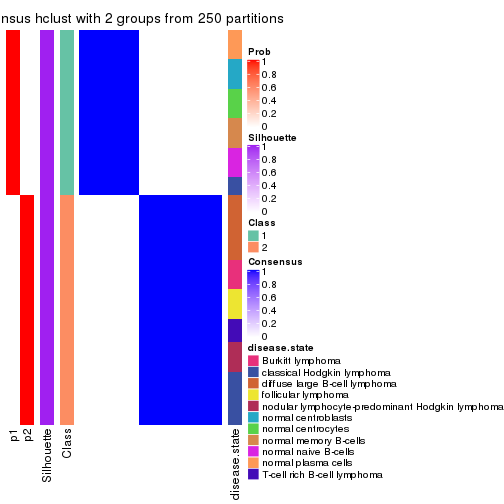 nsus hclust with 2 groups from 250 partitions
Prob
1
0.8
0.6
0.4
0.2
0
Silhouette
1
0.8
0.6
0.4
0.2
0
Class
1
2
Consensus
1
0.8
0.6
0.4
0.2
0
disease.state
Burkitt lymphoma
classical Hodgkin lymphoma
diffuse large B-cell lymphoma
follicular lymphoma
nodular lymphocyte-predominant Hodgkin lymphoma
normal centroblasts
normal centrocytes
normal memory B-cells
normal naive B-cells
normal plasma cells
T-cell rich B-cell lymphoma
p1
p2
Silhouette
Class
disease.state